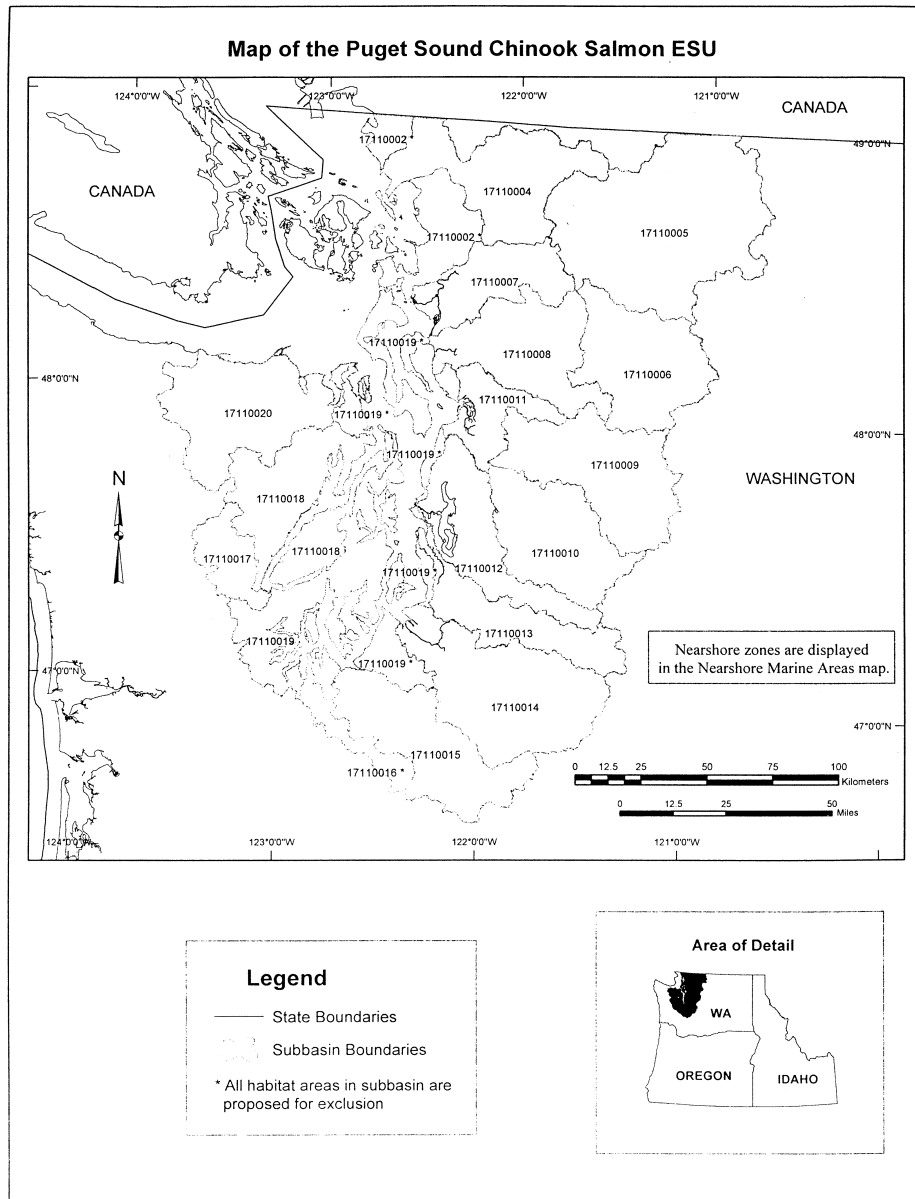 Map of the Puget Sound Chinook Salmon ESU
124°0'0"W
123°0'0"W
122°0'0"W
121°0'0"W
CANADA
17110002*
49°0'0"N
CANADA
17110004
17110002
17110005
17110007
17110019*
17110008
17110006
48°0'0"N
17110011
17110020
17110019*
48°0'0"N
17110019*
17110009
N
WASHINGTON
17110018
17110018
17110010
17110017
17110019*
17110012
17110013
17110019
Nearshore zones are displayed
in the Nearshore Marine Areas map.
47°0'0"N
17110019*
17110014
47°0'0"N
17110015
17110016*
0 12.5 25 50 75 100
Kilometers
0 12.5 25 50
Miles
124°0'0"W
123°0'0"W
122°0'0"W
121°0'0"W
Legend
State Boundaries
Subbasin Boundaries
* All habitat areas in subbasin are
proposed for exclusion
Area of Detail
WA
OREGON
IDAHO